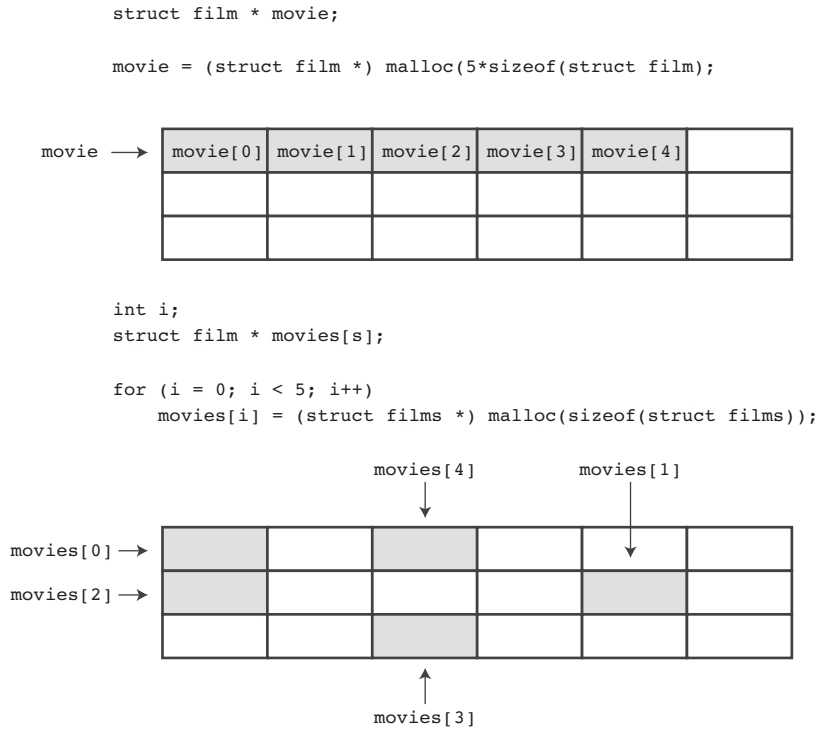 struct film * movie;
movie = (struct film *) malloc(5*sizeof(struct film);
movie movie[0] movie[1] movie[2] movie[3] movie[4]
int i;
struct film * movies[s];
for (i = 0; i < 5; i++)
movies[i] = (struct films *) malloc(sizeof(struct films));
movies[4] movies[1]
movies[0]
movies[2]
movies[3]